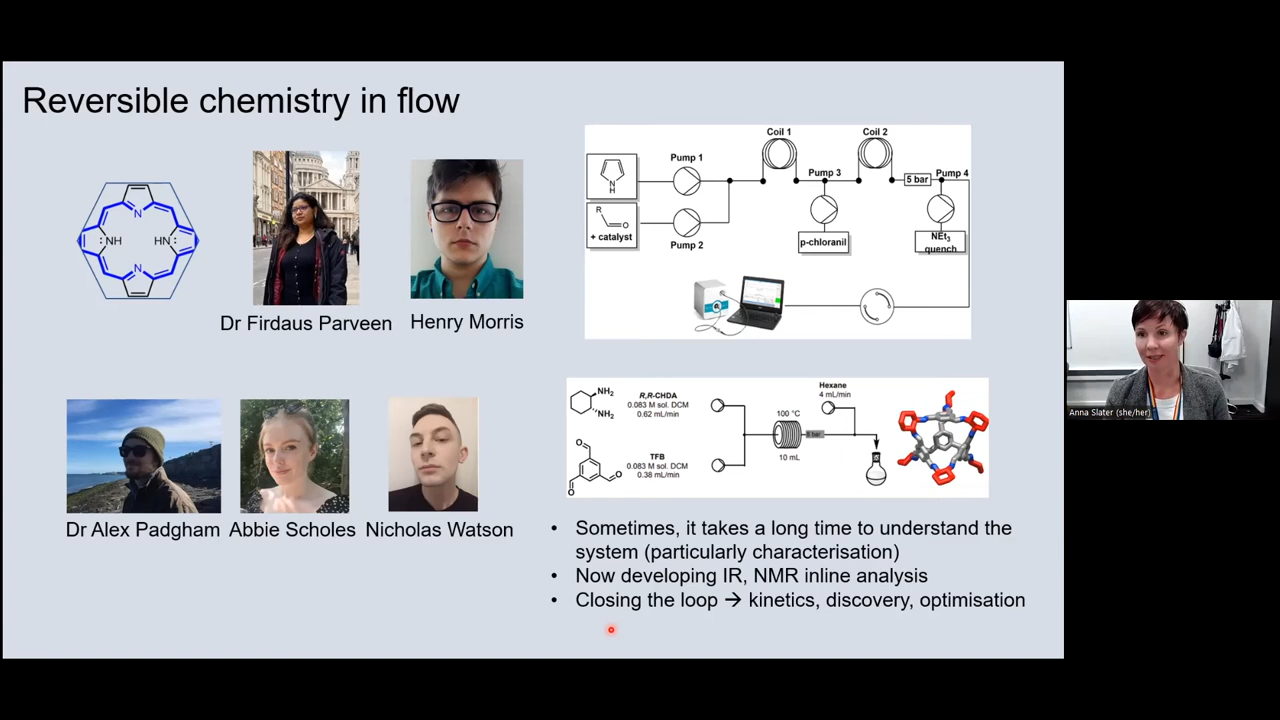 Reversible chemistry in flow
N
NH
HN
N
Dr Firdaus Parveen
Henry Morris
Dr Alex Padgham
Abbie Scholes
Nicholas Watson
Coil 1
Coil 2
Pump 1
Pump 3
5 bar
Pump 4
N
H
R
O
+ catalyst
Pump 2
p-chloranil
NEt3
quench
NH2
NH2
R,R-CHDA
0.083 M sol. DCM
0.62 mL/min
Hexane
4 mL/min
100 °C
10 mL
O
O
O
TFB
0.083 M sol. DCM
0.38 mL/min
• Sometimes, it takes a long time to understand the
system (particularly characterisation)
• Now developing IR, NMR inline analysis
• Closing the loop → kinetics, discovery, optimisation
Anna Slater (she/her)